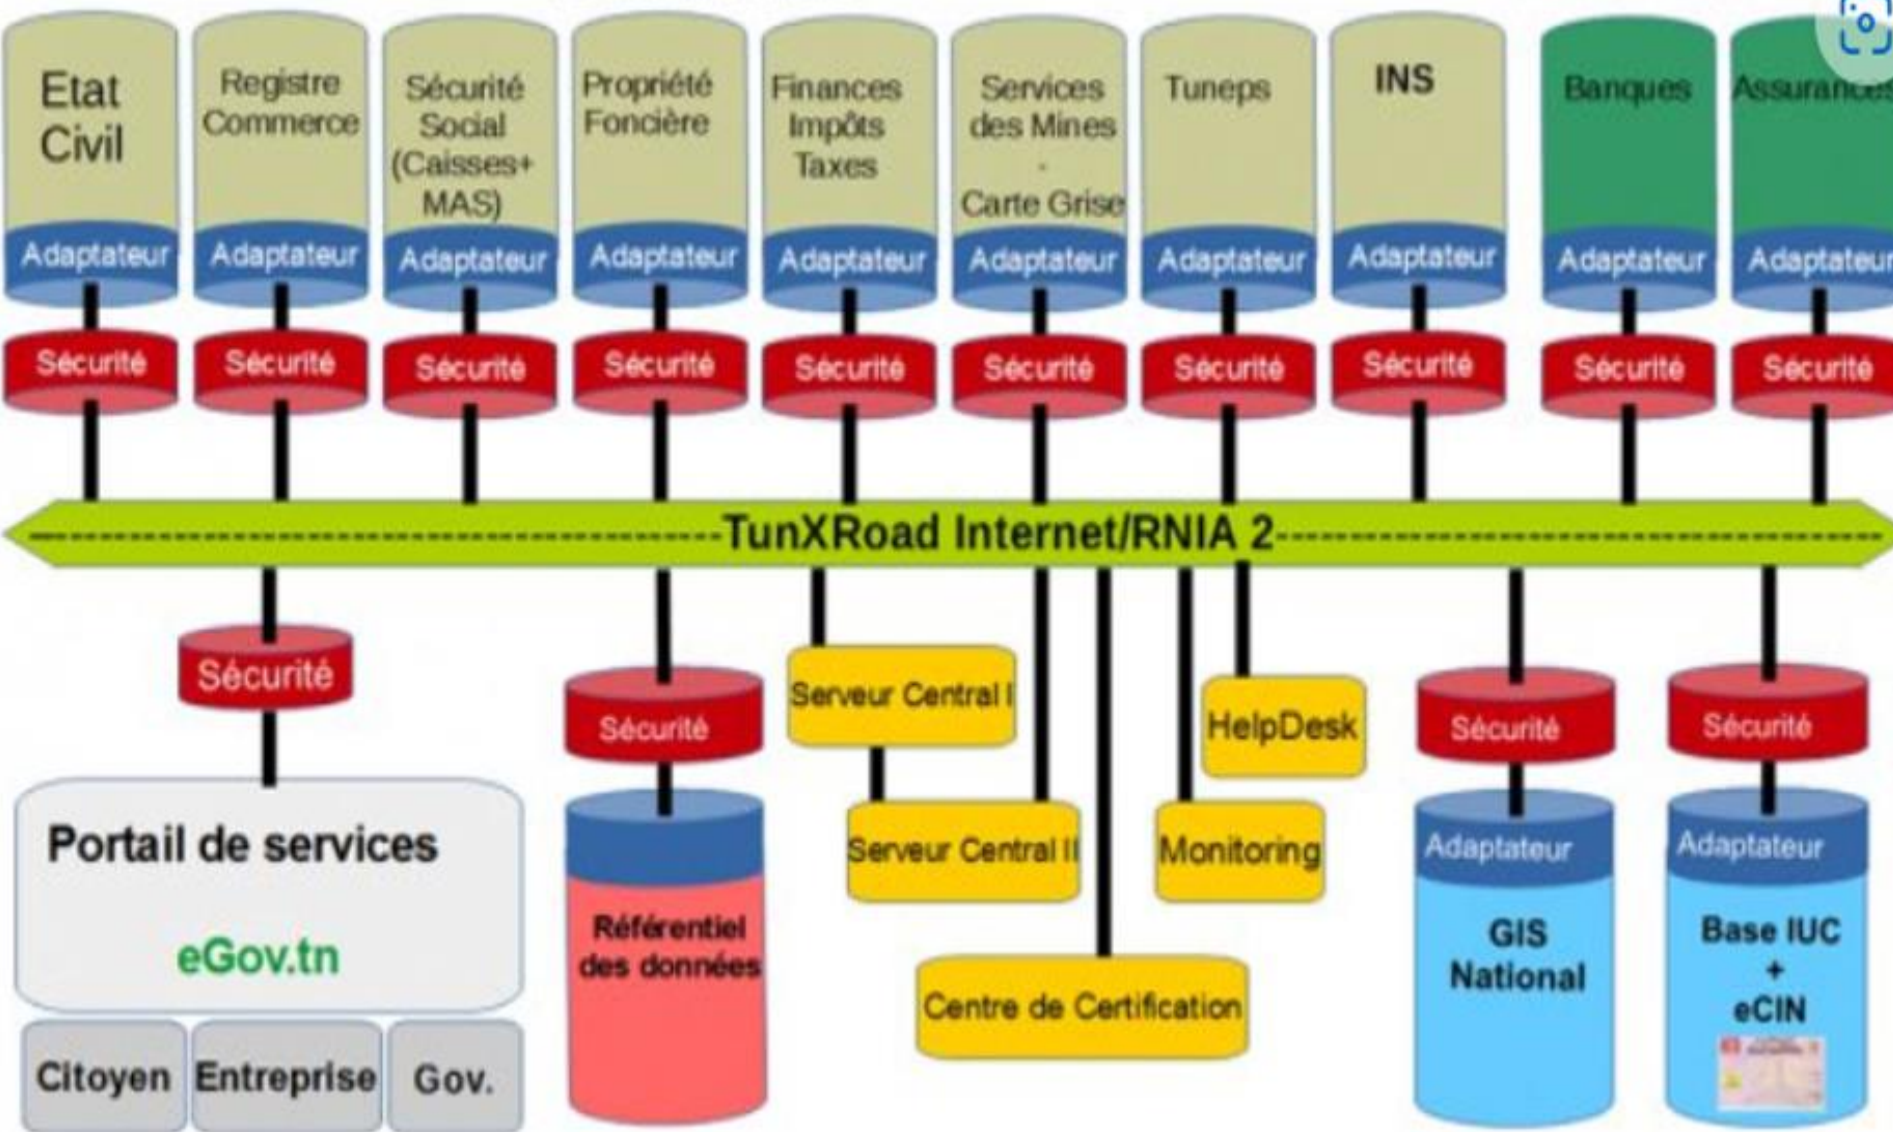 Etat
Civil
Registre
Commerce
Sécurité
Social
(Caisses+
MAS)
Propriété
Foncière
Finances
Impôts
Taxes
Services
des Mines
-
Carte Grise
Tuneps
INS
Banques
Assurances
Adaptateur
Adaptateur
Adaptateur
Adaptateur
Adaptateur
Adaptateur
Adaptateur
Adaptateur
Adaptateur
Adaptateur
Sécurité
Sécurité
Sécurité
Sécurité
Sécurité
Sécurité
Sécurité
Sécurité
Sécurité
Sécurité
TunXRoad Internet/RNIA 2
Sécurité
Portail de services
eGov.tn
Citoyen
Entreprise
Gov.
Sécurité
Référentiel
des données
Serveur Central I
Serveur Central II
Centre de Certification
HelpDesk
Monitoring
Sécurité
Adaptateur
GIS
National
Sécurité
Adaptateur
Base IUC
+
eCIN